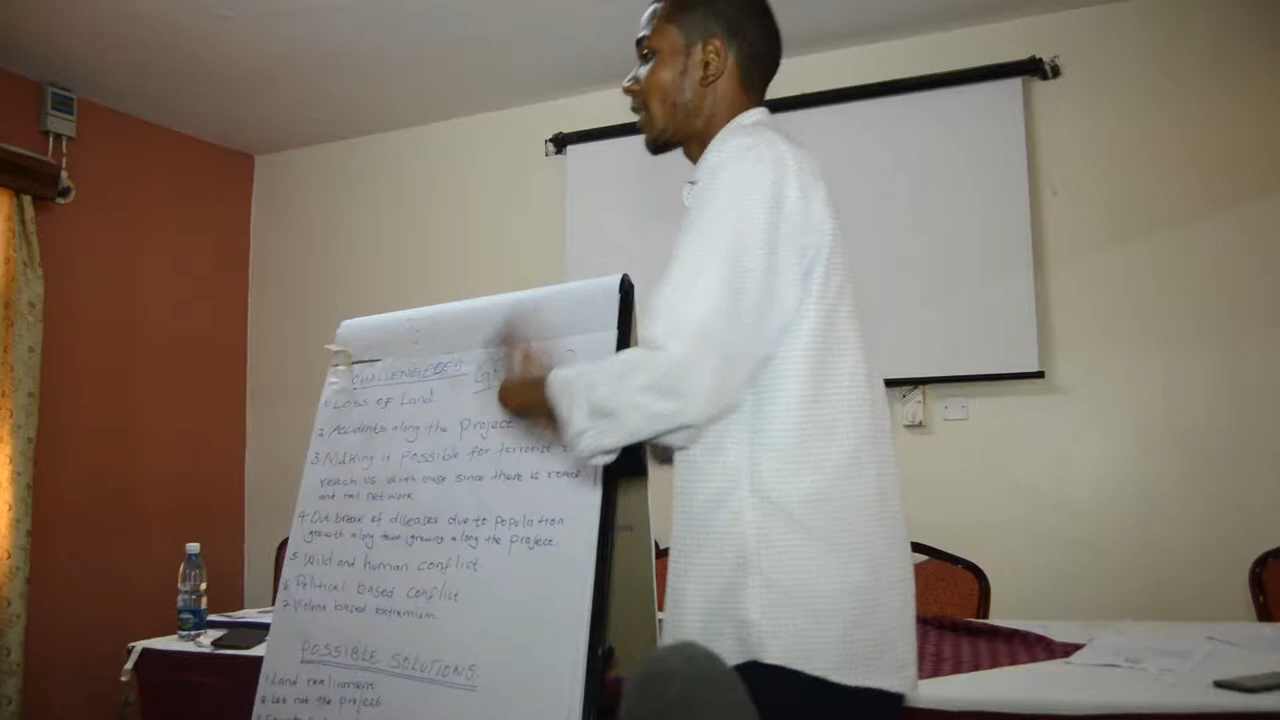 CHALLENGES
1. Loss of Land.
2 Accidents along the project
3 Making it possible for terrorist
reach us with ease since there is road
and rail network
4. Out break of diseases due to population
growth along town growing along the project.
5. Wild and human conflict.
6 Political based conflict
7. Violens based extremism.
POSSIBLE SOLUTIONS.
1. Land realinment
2. Let not the project